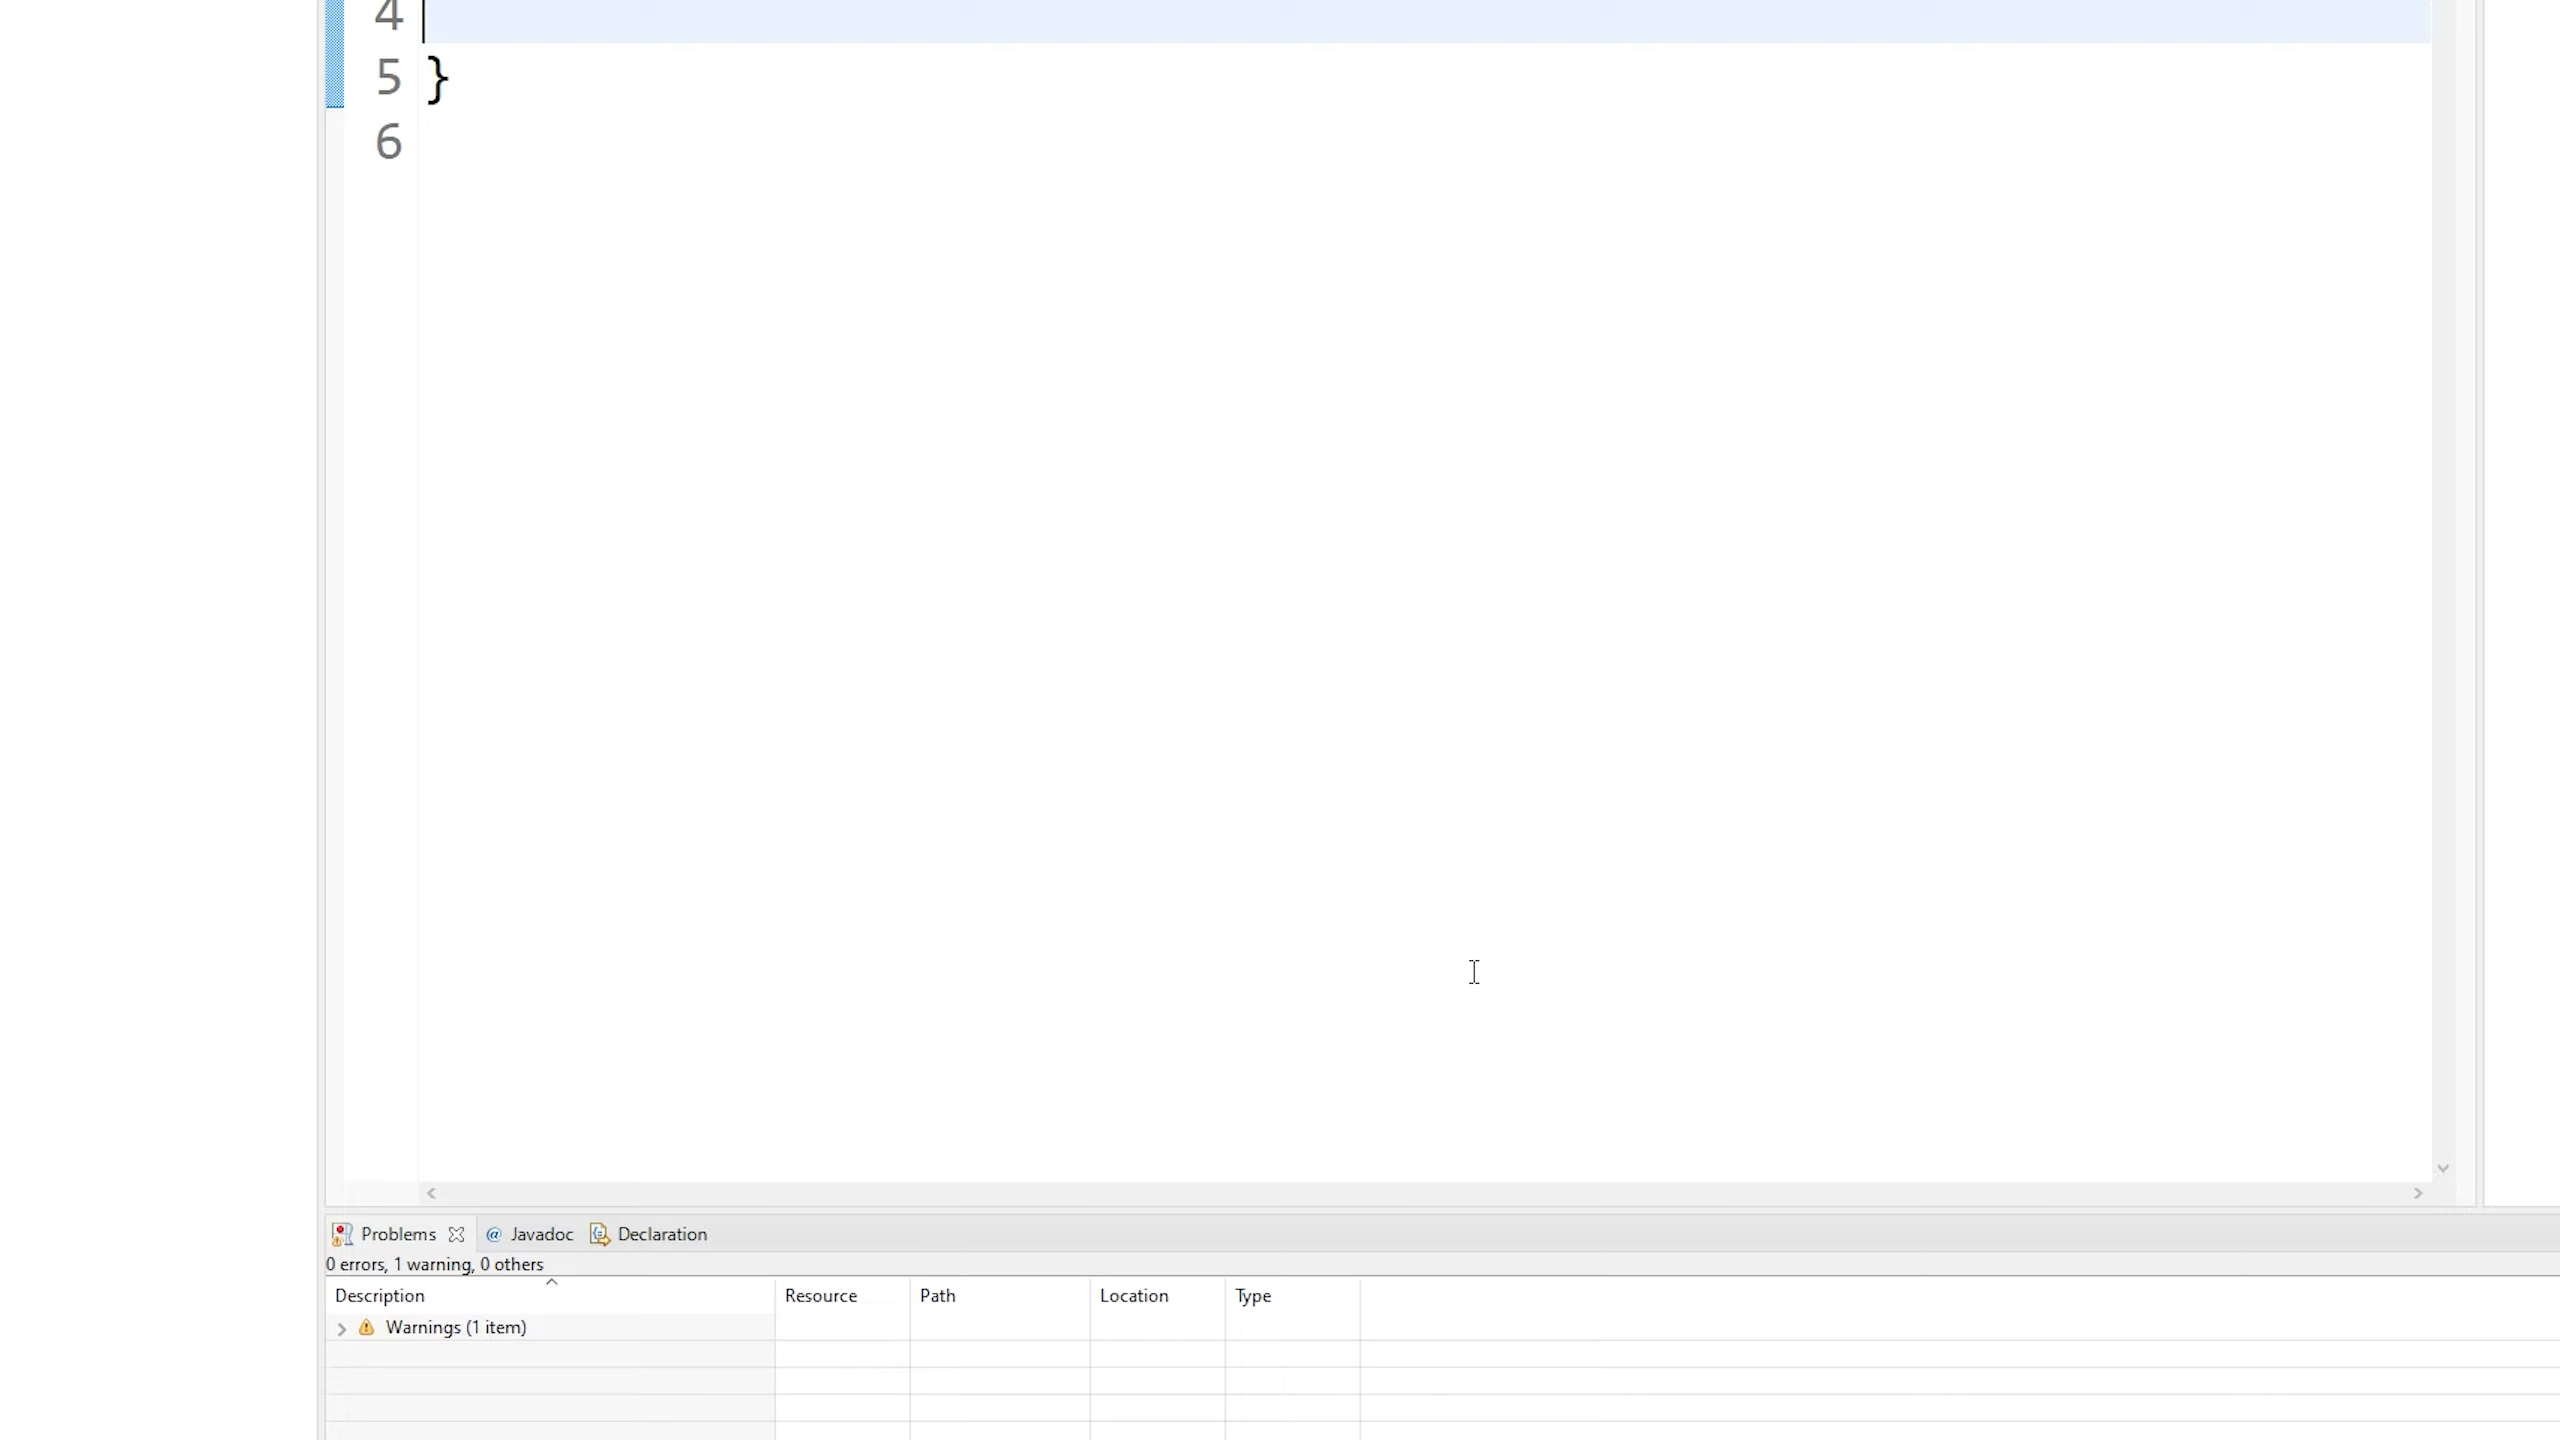 4
5 }
6
Problems @ Javadoc Declaration
0 errors, 1 warning, 0 others
Description Resource Path Location Type
Warnings (1 item)